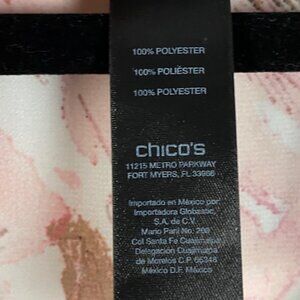 100% POLYESTER
100% POLIÉSTER
100% POLYESTER
chico's
11215 METRO PARKWAY
FORT MYERS, FL 33966
Importado en México por
Importadora Globastic,
S.A. de C.V.
Mario Pani No. 200
Col Santa Fe Cuajimalpa
Delegación Cuajimalpa
de Morelos C.P. 05348
México D.F. México